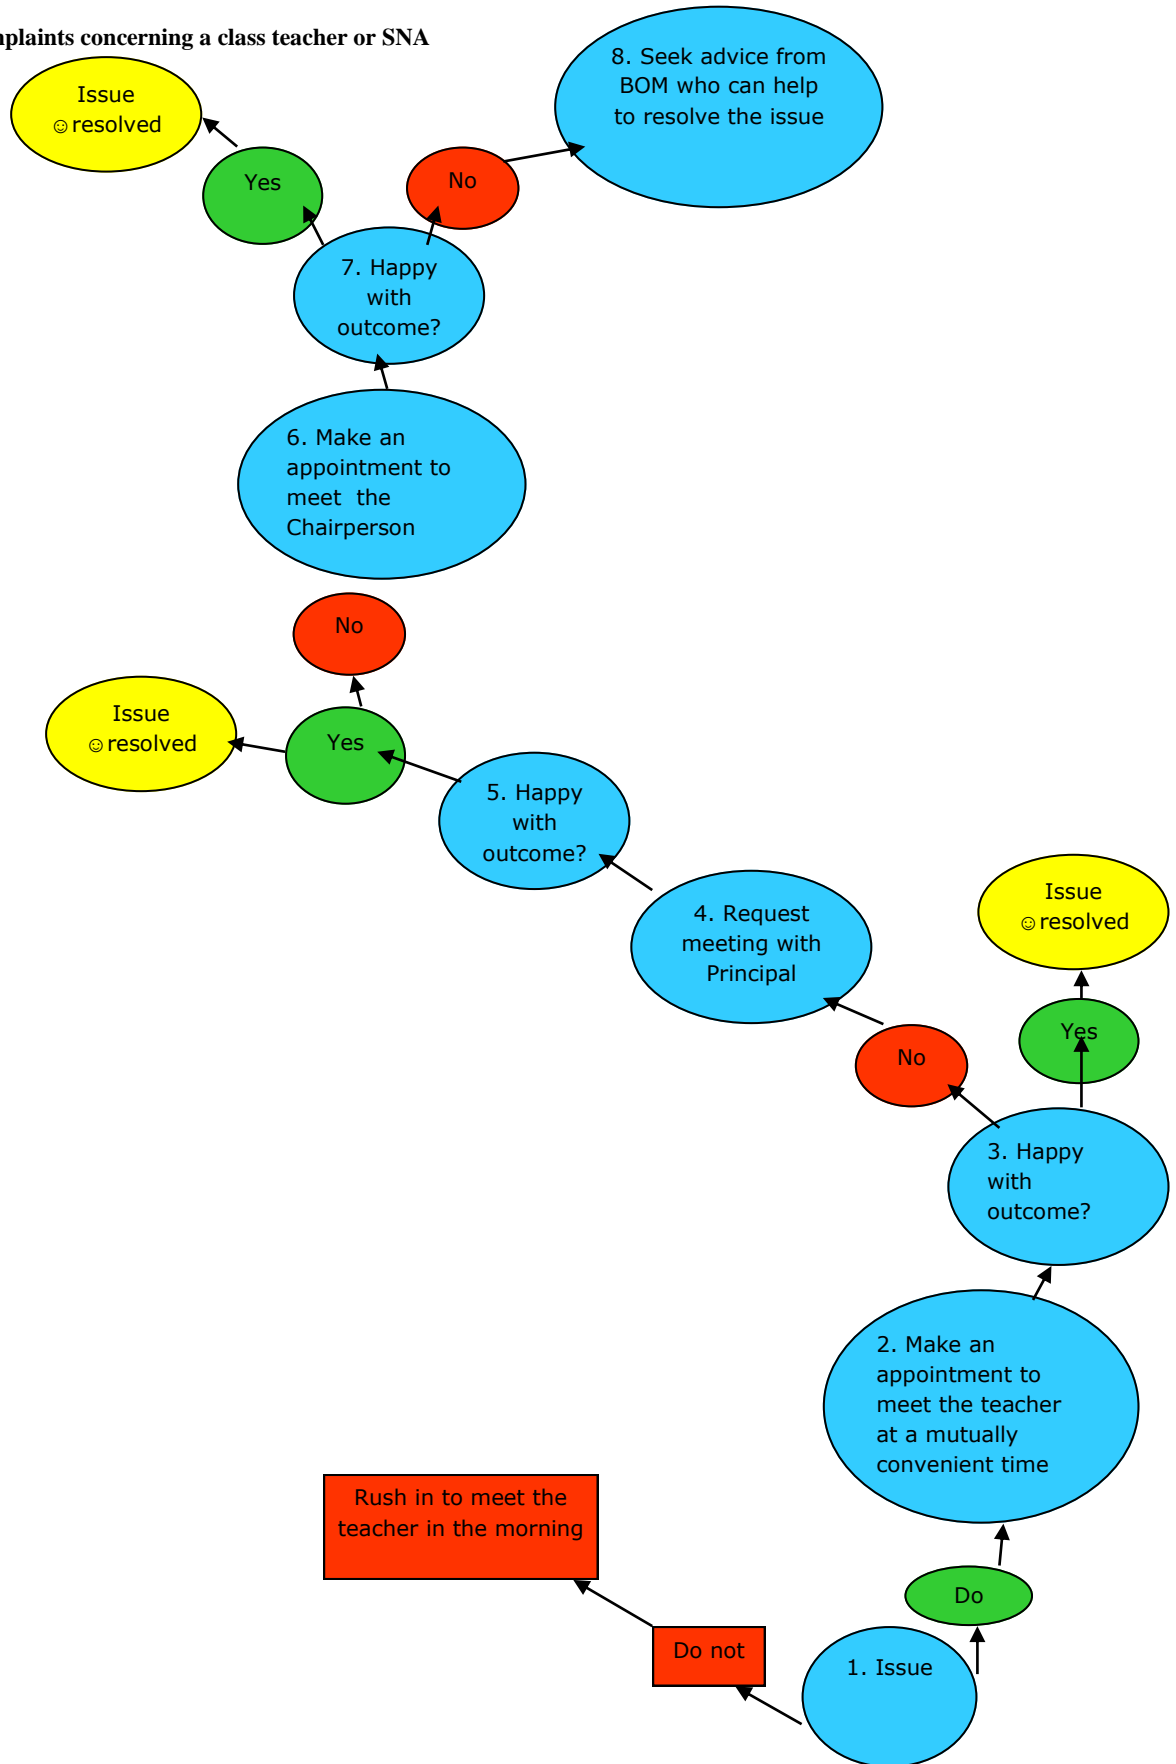 plaints concerning a class teacher or SNA
8. Seek advice from
BOM who can help
to resolve the issue
Issue
☺resolved
Yes
No
7. Happy
with
outcome?
6. Make an
appointment to
meet the
Chairperson
No
Issue
☺resolved
Yes
5. Happy
with
outcome?
4. Request
meeting with
Principal
Issue
☺resolved
No
Yes
3. Happy
with
outcome?
2. Make an
appointment to
meet the teacher
at a mutually
convenient time
Rush in to meet the
teacher in the morning
Do
Do not
1. Issue